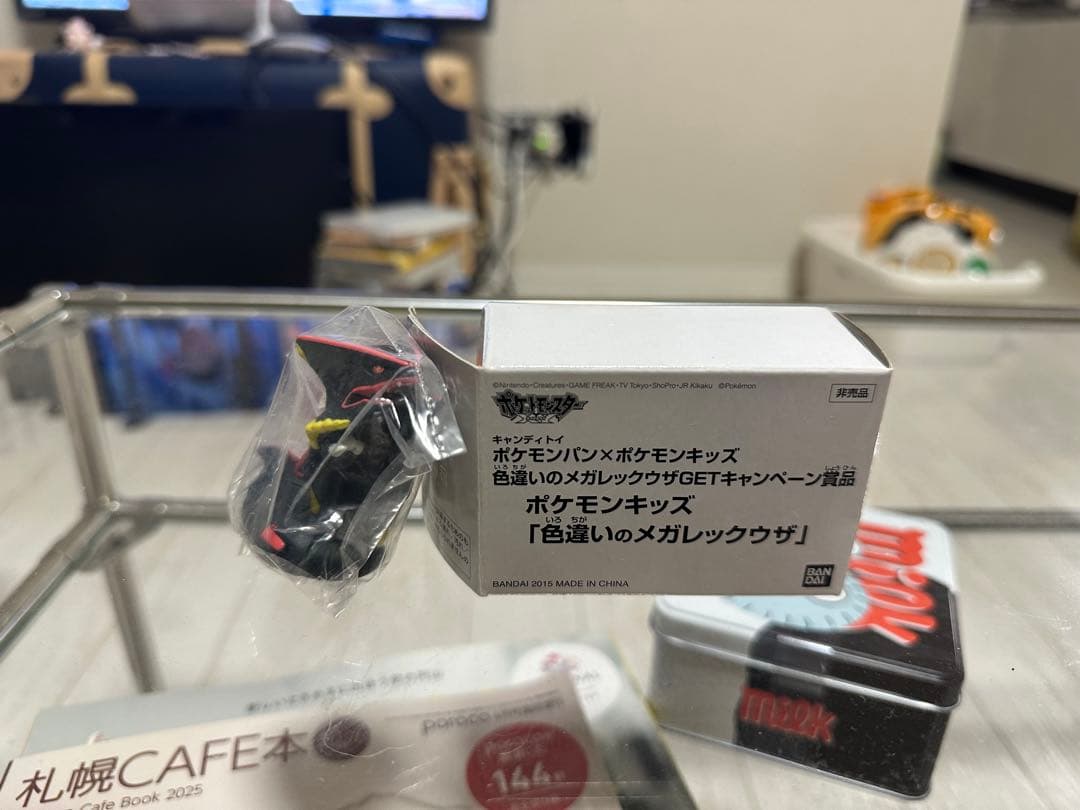 ©Nintendo・Creatures・GAME FREAK・TV Tokyo・ShoPro・JR Kikaku ©Pokémon
非売品
ポケットモンスター
キャンディトイ
ポケモンパン×ポケモンキッズ
色違いのメガレックウザGETキャンペーン賞品
ポケモンキッズ
「色違いのメガレックウザ」
BANDAI 2015 MADE IN CHINA
BAN
DAI
札幌CAFE本
Cafe Book 2025
poroco
144